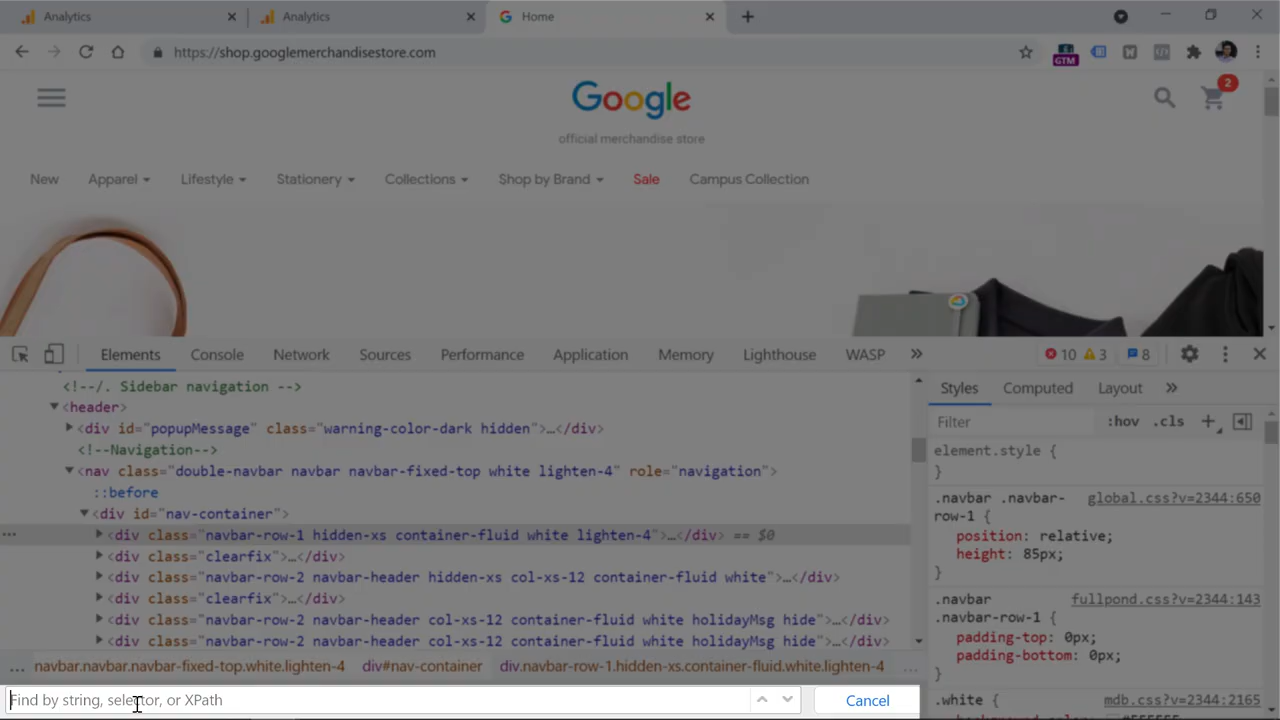 Analytics
Analytics
Home
https://shop.googlemerchandisestore.com
GTM
Google
2
official merchandise store
New Apparel Lifestyle Stationery Collections Shop by Brand Sale Campus Collection
Elements Console Network Sources Performance Application Memory Lighthouse WASP » 10 3 8
<!--/. Sidebar navigation -->
<header>
<div id="popupMessage" class="warning-color-dark hidden">…</div>
<!--Navigation-->
<nav class="double-navbar navbar navbar-fixed-top white lighten-4" role="navigation">
::before
<div id="nav-container">
<div class="navbar-row-1 hidden-xs container-fluid white lighten-4">…</div> == $0
<div class="clearfix">…</div>
<div class="navbar-row-2 navbar-header hidden-xs col-xs-12 container-fluid white">…</div>
<div class="clearfix">…</div>
<div class="navbar-row-2 navbar-header col-xs-12 container-fluid white holidayMsg hide">…</div>
<div class="navbar-row-2 navbar-header col-xs-12 container-fluid white holidayMsg hide">…</div>
... navbar.navbar.navbar-fixed-top.white.lighten-4 div#nav-container div.navbar-row-1.hidden-xs.container-fluid.white.lighten-4 ...
Find by string, selector, or XPath
Cancel
Styles Computed Layout »
Filter :hov .cls +
element.style {
}
.navbar .navbar- global.css?v=2344:650
row-1 {
position: relative;
height: 85px;
}
.navbar fullpond.css?v=2344:143
.navbar-row-1 {
padding-top: 0px;
padding-bottom: 0px;
}
.white { mdb.css?v=2344:2165